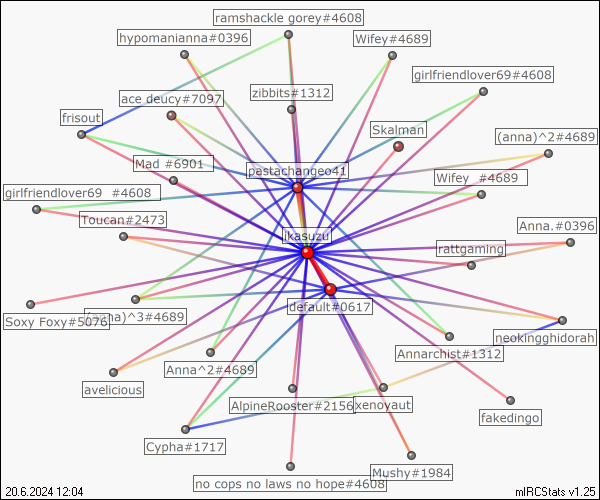 ramshackle gorey#4608
hypomanianna#0396
Wifey#4689
girlfriendlover69#4608
zibbits#1312
ace deucy#7097
frisout
Skalman
(anna)^2#4689
Mad #6901
pastachangeo41
Wifey_#4689
girlfriendlover69 #4608
Toucan#2473
Anna.#0396
ikasuzu
rattgaming
default#0617
Soxy Foxy#5076
)^3#4689
neokingghidorah
Annarchist#1312
Anna^2#4689
avelicious
AlpineRooster#2156
xenoyaut
fakedingo
Cypha#1717
Mushy#1984
no cops no laws no hope#4608
20.6.2024 12:04
mIRCStats v1.25